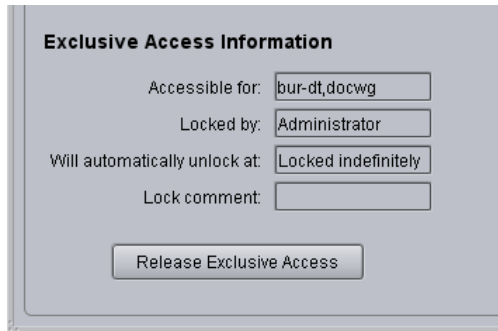 Exclusive Access Information
Accessible for: bur-dt,docwg
Locked by: Administrator
Will automatically unlock at: Locked indefinitely
Lock comment:
Release Exclusive Access